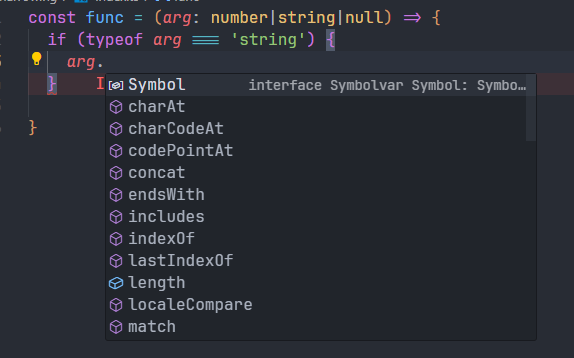 const func = (arg: number|string|null) => {
if (typeof arg === 'string') {
arg.
}
Symbol interface Symbolvar Symbol: Symbo…
charAt
charCodeAt
codePointAt
concat
endsWith
includes
indexOf
lastIndexOf
length
localeCompare
match
}